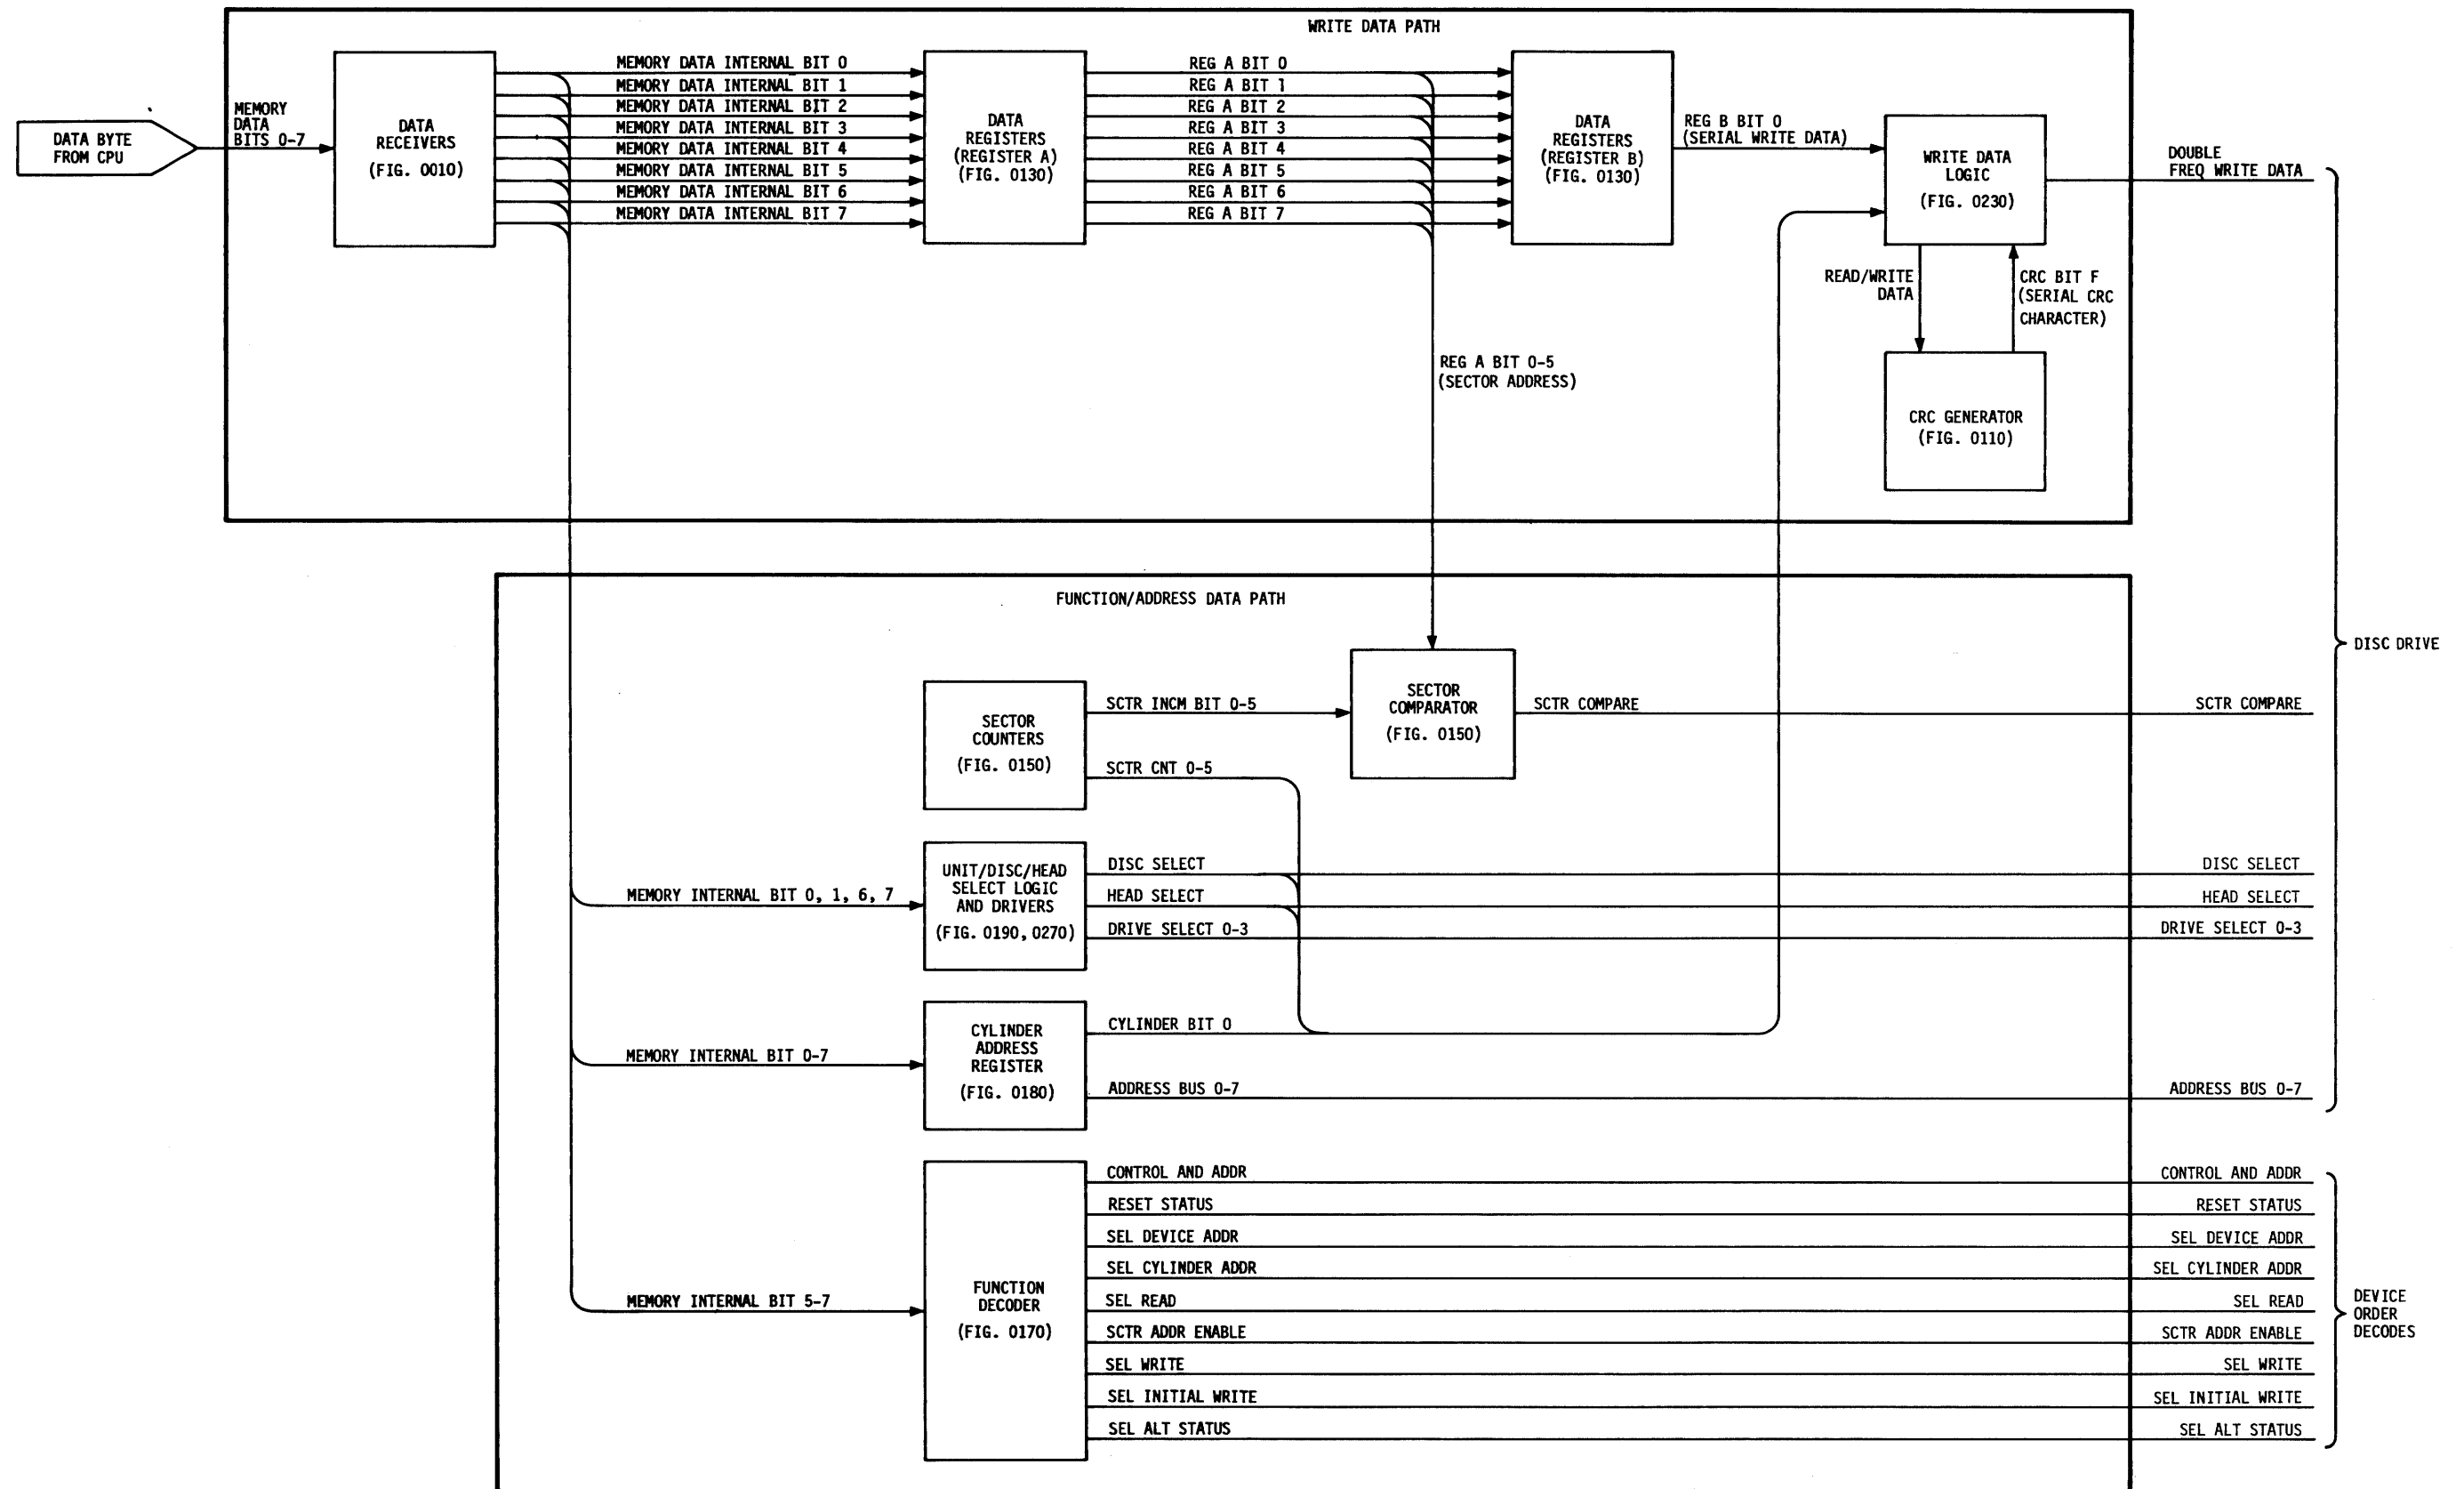 WRITE DATA PATH
DATA BYTE
FROM CPU
MEMORY
DATA
BITS 0-7
DATA
RECEIVERS
(FIG. 0010)
MEMORY DATA INTERNAL BIT 0
MEMORY DATA INTERNAL BIT 1
MEMORY DATA INTERNAL BIT 2
MEMORY DATA INTERNAL BIT 3
MEMORY DATA INTERNAL BIT 4
MEMORY DATA INTERNAL BIT 5
MEMORY DATA INTERNAL BIT 6
MEMORY DATA INTERNAL BIT 7
DATA
REGISTERS
(REGISTER A)
(FIG. 0130)
REG A BIT 0
REG A BIT 1
REG A BIT 2
REG A BIT 3
REG A BIT 4
REG A BIT 5
REG A BIT 6
REG A BIT 7
DATA
REGISTERS
(REGISTER B)
(FIG. 0130)
REG B BIT 0
(SERIAL WRITE DATA)
WRITE DATA
LOGIC
(FIG. 0230)
DOUBLE
FREQ WRITE DATA
READ/WRITE
DATA
CRC BIT F
(SERIAL CRC
CHARACTER)
CRC GENERATOR
(FIG. 0110)
REG A BIT 0-5
(SECTOR ADDRESS)
FUNCTION/ADDRESS DATA PATH
DISC DRIVE
SECTOR
COUNTERS
(FIG. 0150)
SCTR INCM BIT 0-5
SCTR CNT 0-5
SECTOR
COMPARATOR
(FIG. 0150)
SCTR COMPARE
SCTR COMPARE
MEMORY INTERNAL BIT 0, 1, 6, 7
UNIT/DISC/HEAD
SELECT LOGIC
AND DRIVERS
(FIG. 0190, 0270)
DISC SELECT
HEAD SELECT
DRIVE SELECT 0-3
DISC SELECT
HEAD SELECT
DRIVE SELECT 0-3
MEMORY INTERNAL BIT 0-7
CYLINDER
ADDRESS
REGISTER
(FIG. 0180)
CYLINDER BIT 0
ADDRESS BUS 0-7
ADDRESS BUS 0-7
MEMORY INTERNAL BIT 5-7
FUNCTION
DECODER
(FIG. 0170)
CONTROL AND ADDR
RESET STATUS
SEL DEVICE ADDR
SEL CYLINDER ADDR
SEL READ
SCTR ADDR ENABLE
SEL WRITE
SEL INITIAL WRITE
SEL ALT STATUS
CONTROL AND ADDR
RESET STATUS
SEL DEVICE ADDR
SEL CYLINDER ADDR
SEL READ
SCTR ADDR ENABLE
SEL WRITE
SEL INITIAL WRITE
SEL ALT STATUS
DEVICE
ORDER
DECODES